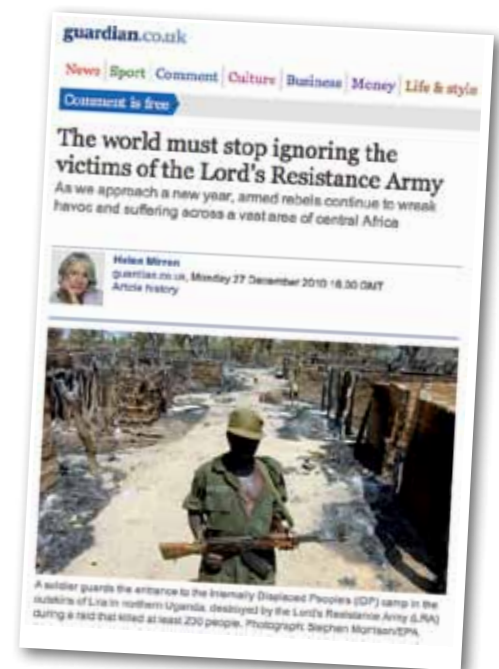 guardian.co.uk
News Sport Comment Culture Business Money Life & style
Comment is free
The world must stop ignoring the
victims of the Lord's Resistance Army
As we approach a new year, armed rebels continue to wreak
havoc and suffering across a vast area of central Africa
Helen Mirren
guardian.co.uk, Monday 27 December 2010 18.00 GMT
Article history
A soldier guards the entrance to the Internally Displaced People's (IDP) camp in the
outskirts of Lira in northern Uganda, destroyed by the Lord's Resistance Army (LRA)
during a raid that killed at least 230 people. Photograph: Stephen Morrison/EPA